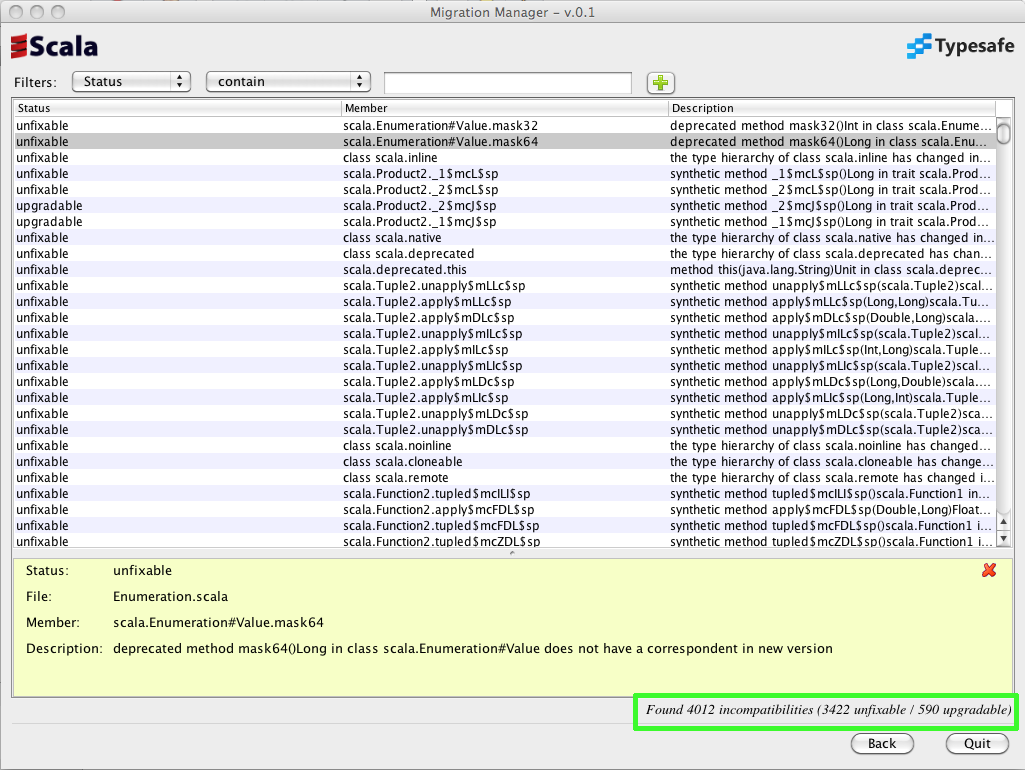 Migration Manager – v.0.1
Scala Typesafe
Filters: Status contain
Status Member Description
unfixable scala.Enumeration#Value.mask32 deprecated method mask32()Int in class scala.Enume...
unfixable scala.Enumeration#Value.mask64 deprecated method mask64()Long in class scala.Enu...
unfixable class scala.inline the type hierarchy of class scala.inline has changed in...
unfixable scala.Product2._1$mcL$sp synthetic method _1$mcL$sp()Long in trait scala.Prod...
unfixable scala.Product2._2$mcL$sp synthetic method _2$mcL$sp()Long in trait scala.Prod...
upgradable scala.Product2._2$mcJ$sp synthetic method _2$mcJ$sp()Long in trait scala.Prod...
upgradable scala.Product2._1$mcJ$sp synthetic method _1$mcJ$sp()Long in trait scala.Prod...
unfixable class scala.native the type hierarchy of class scala.native has changed in...
unfixable class scala.deprecated the type hierarchy of class scala.deprecated has chan...
unfixable scala.deprecated.this method this(java.lang.String)Unit in class scala.deprec...
unfixable scala.Tuple2.unapply$mLLc$sp synthetic method unapply$mLLc$sp(scala.Tuple2)scal...
unfixable scala.Tuple2.apply$mLLc$sp synthetic method apply$mLLc$sp(Long,Long)scala.Tu...
unfixable scala.Tuple2.apply$mDLc$sp synthetic method apply$mDLc$sp(Double,Long)scala....
unfixable scala.Tuple2.unapply$mILc$sp synthetic method unapply$mILc$sp(scala.Tuple2)scal...
unfixable scala.Tuple2.apply$mILc$sp synthetic method apply$mILc$sp(Int,Long)scala.Tuple...
unfixable scala.Tuple2.unapply$mLIc$sp synthetic method unapply$mLIc$sp(scala.Tuple2)scal...
unfixable scala.Tuple2.apply$mLDc$sp synthetic method apply$mLDc$sp(Long,Double)scala....
unfixable scala.Tuple2.apply$mLIc$sp synthetic method apply$mLIc$sp(Long,Int)scala.Tuple...
unfixable scala.Tuple2.unapply$mLDc$sp synthetic method unapply$mLDc$sp(scala.Tuple2)sca...
unfixable scala.Tuple2.unapply$mDLc$sp synthetic method unapply$mDLc$sp(scala.Tuple2)sca...
unfixable class scala.noinline the type hierarchy of class scala.noinline has changed...
unfixable class scala.cloneable the type hierarchy of class scala.cloneable has change...
unfixable class scala.remote the type hierarchy of class scala.remote has changed i...
unfixable scala.Function2.tupled$mcILI$sp synthetic method tupled$mcILI$sp()scala.Function1 in...
unfixable scala.Function2.apply$mcFDL$sp synthetic method apply$mcFDL$sp(Double,Long)Float...
unfixable scala.Function2.tupled$mcFDL$sp synthetic method tupled$mcFDL$sp()scala.Function1 i...
unfixable scala.Function2.tupled$mcZDL$sp synthetic method tupled$mcZDL$sp()scala.Function1 i...
Status: unfixable
File: Enumeration.scala
Member: scala.Enumeration#Value.mask64
Description: deprecated method mask64()Long in class scala.Enumeration#Value does not have a correspondent in new version
Found 4012 incompatibilities (3422 unfixable / 590 upgradable)
Back Quit